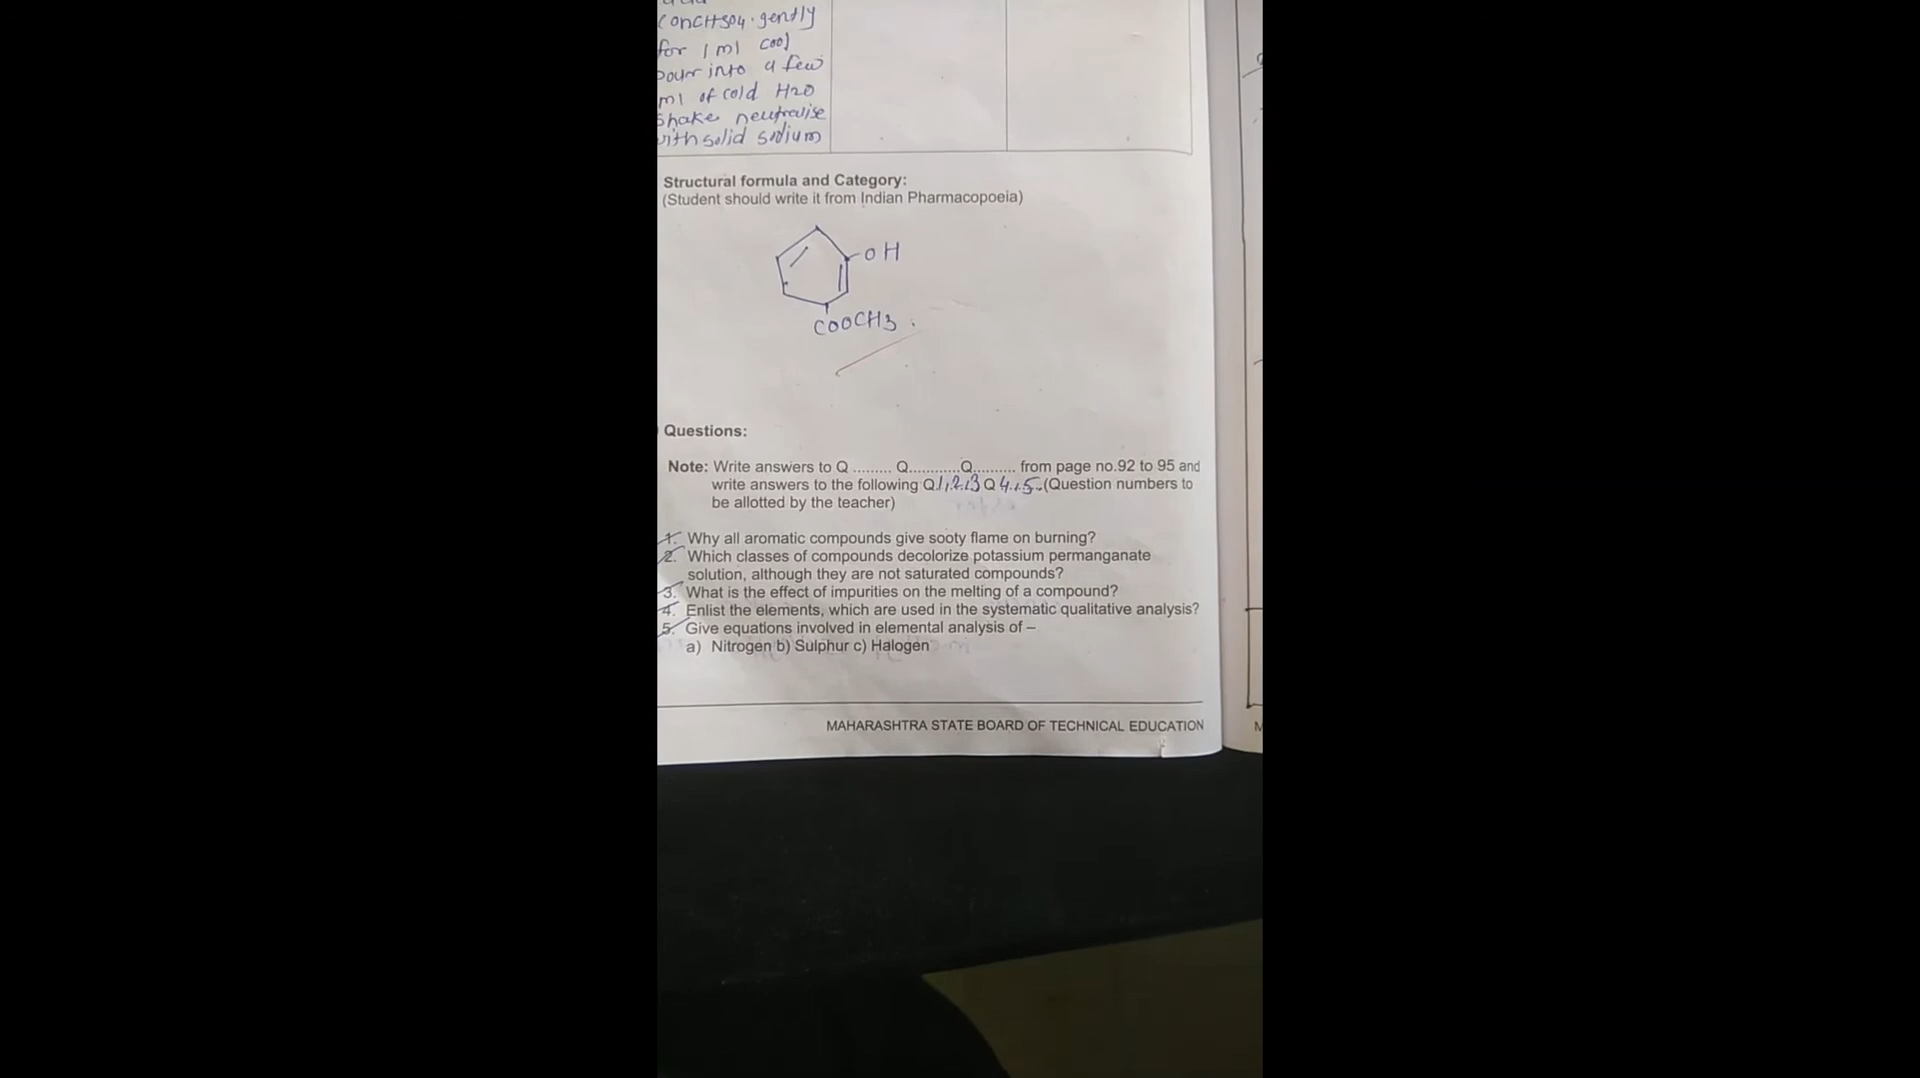 ConcHSO4. gently
for 1 ml cool
pour into a few
ml of cold H2O
Shake neutralise
with solid sodium
Structural formula and Category:
(Student should write it from Indian Pharmacopoeia)
OH
COOCH3.
Questions:
Note: Write answers to Q ......... Q............Q.......... from page no.92 to 95 and
write answers to the following Q.1,2,3 Q 4..5..(Question numbers to
be allotted by the teacher)
1. Why all aromatic compounds give sooty flame on burning?
2. Which classes of compounds decolorize potassium permanganate
solution, although they are not saturated compounds?
3. What is the effect of impurities on the melting of a compound?
4. Enlist the elements, which are used in the systematic qualitative analysis?
5. Give equations involved in elemental analysis of –
a) Nitrogen b) Sulphur c) Halogen
MAHARASHTRA STATE BOARD OF TECHNICAL EDUCATION